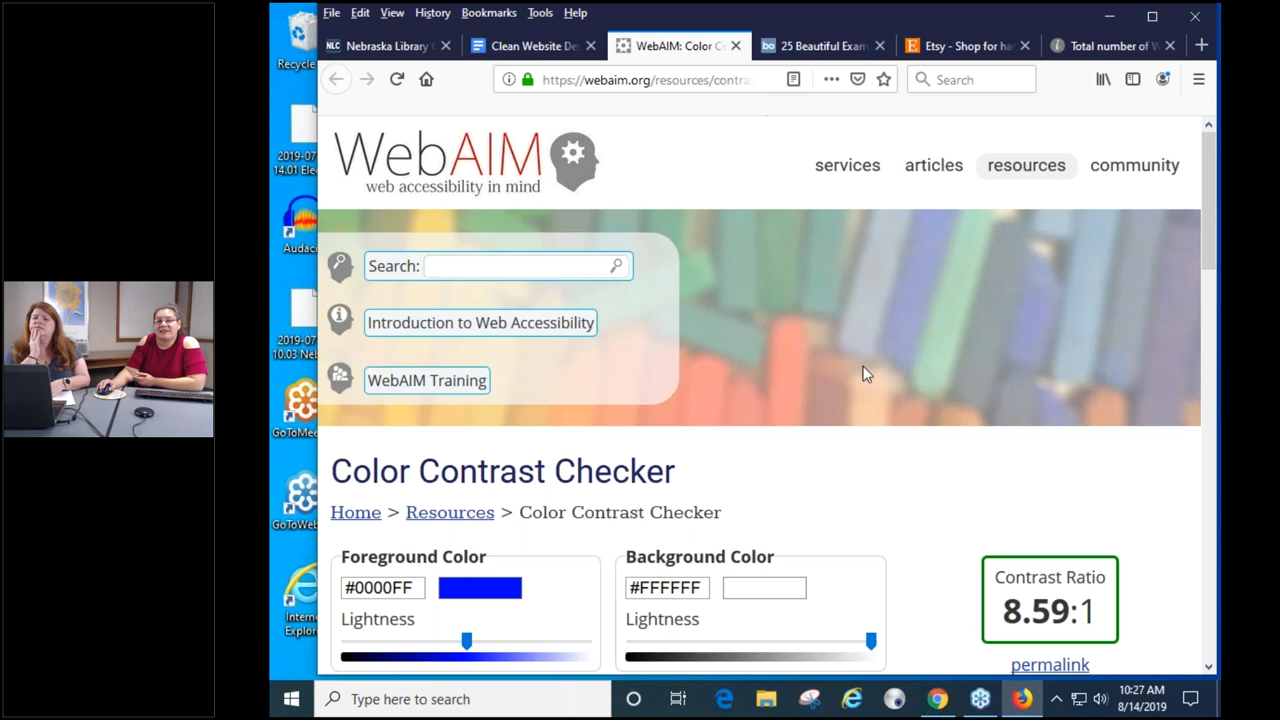 File Edit View History Bookmarks Tools Help
Nebraska Library Clean Website De WebAIM: Color C 25 Beautiful Exam Etsy - Shop for ha Total number of
https://webaim.org/resources/contra Search
WebAIM
web accessibility in mind
services articles resources community
Search:
Introduction to Web Accessibility
WebAIM Training
Color Contrast Checker
Home > Resources > Color Contrast Checker
Foreground Color Background Color
#0000FF #FFFFFF
Lightness Lightness
Contrast Ratio
8.59:1
permalink
Recycle
2019-07
14.01 Elec
Audaci
2019-07
10.03 Neb
GoToMee
GoToWeb
Intern
Explor
Type here to search
10:27 AM
8/14/2019